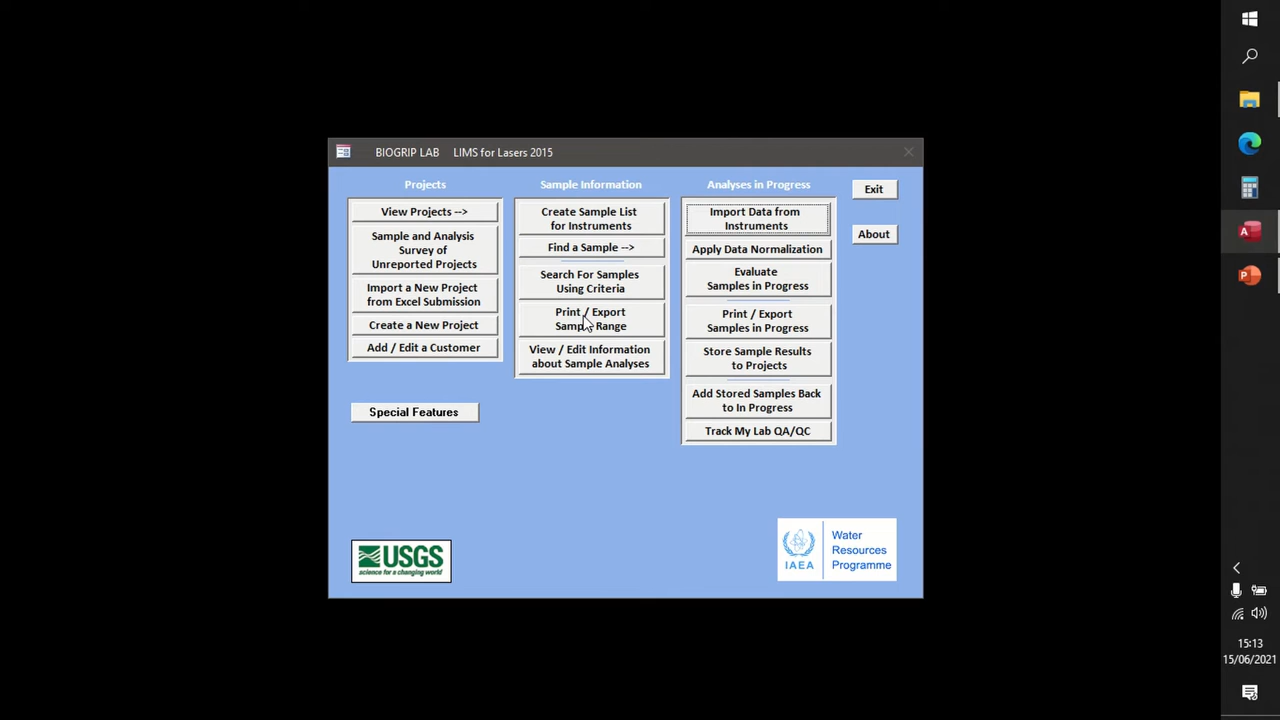 BIOGRIP LAB LIMS for Lasers 2015
Projects
View Projects -->
Sample and Analysis
Survey of
Unreported Projects
Import a New Project
from Excel Submission
Create a New Project
Add / Edit a Customer
Special Features
Sample Information
Create Sample List
for Instruments
Find a Sample -->
Search For Samples
Using Criteria
Print / Export
Sample Range
View / Edit Information
about Sample Analyses
Analyses in Progress
Import Data from
Instruments
Apply Data Normalization
Evaluate
Samples in Progress
Print / Export
Samples in Progress
Store Sample Results
to Projects
Add Stored Samples Back
to In Progress
Track My Lab QA/QC
Exit
About
USGS
science for a changing world
IAEA
Water
Resources
Programme
A
P
15:13
15/06/2021